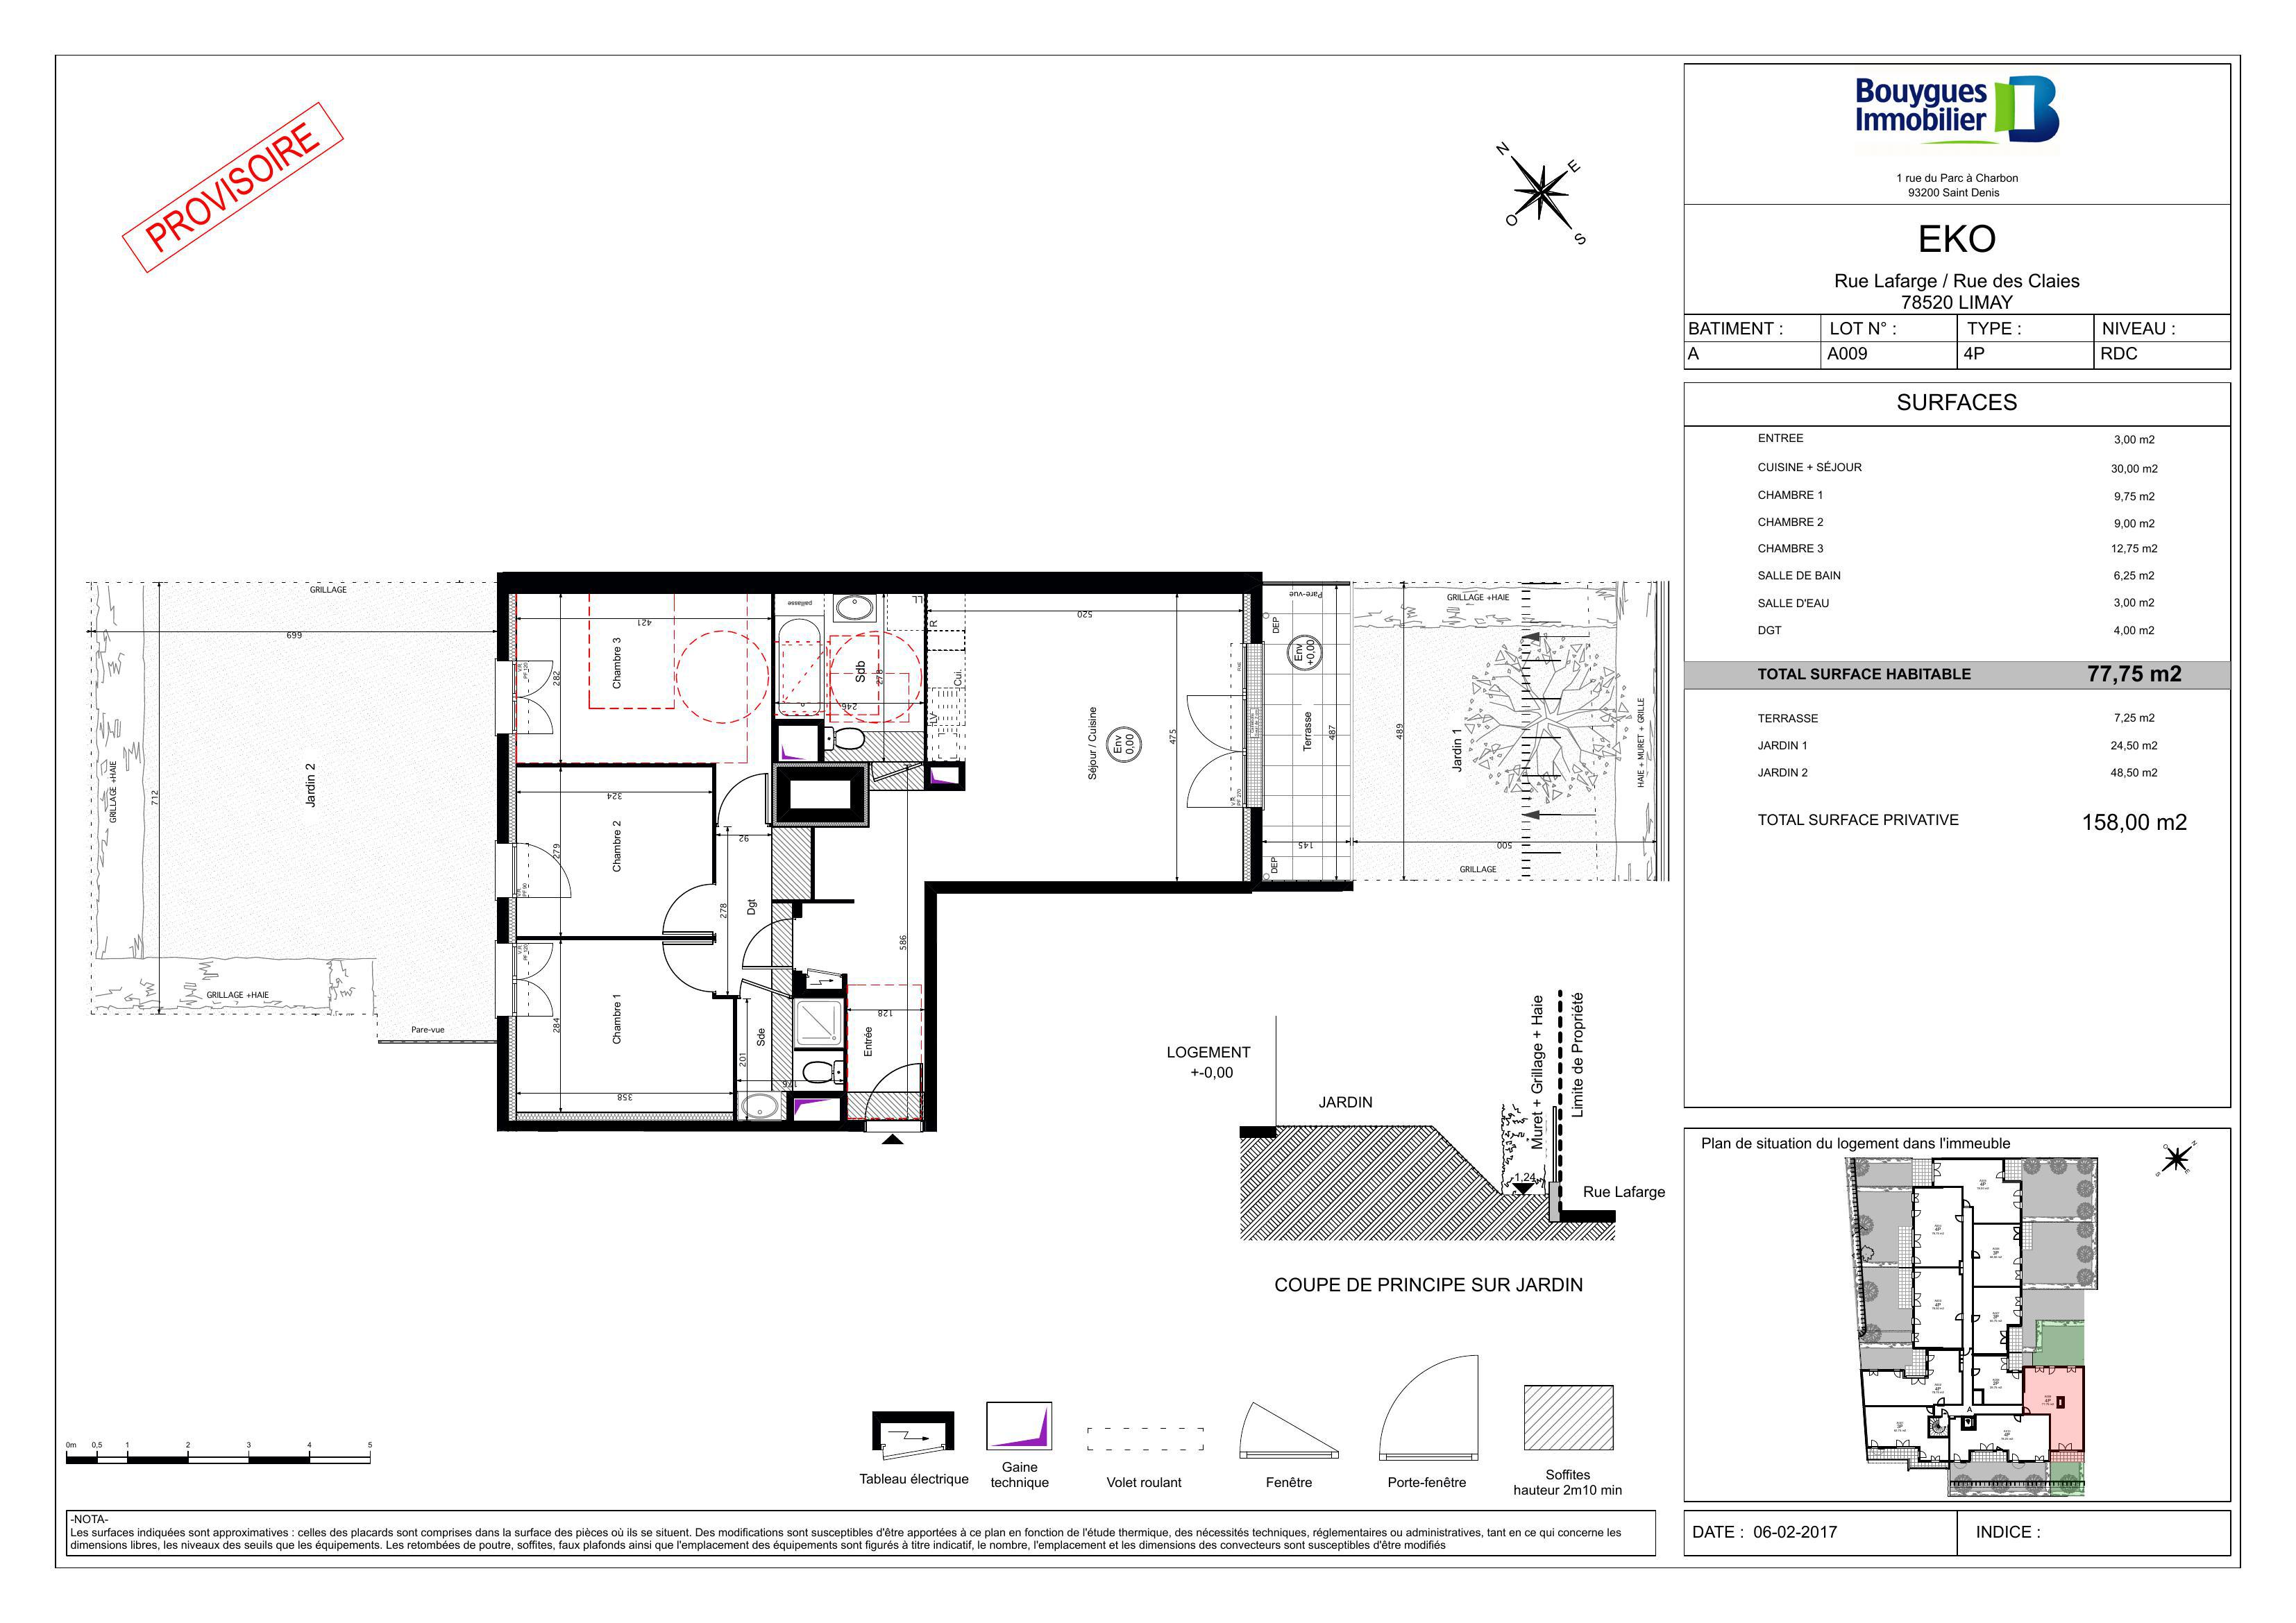 PROVISOIRE
N
E
O
S
Bouygues
Immobilier
1 rue du Parc à Charbon
93200 Saint Denis
EKO
Rue Lafarge / Rue des Claies
78520 LIMAY
BATIMENT : LOT N° : TYPE : NIVEAU :
A A009 4P RDC
SURFACES
ENTREE 3,00 m2
CUISINE + SÉJOUR 30,00 m2
CHAMBRE 1 9,75 m2
CHAMBRE 2 9,00 m2
CHAMBRE 3 12,75 m2
SALLE DE BAIN 6,25 m2
SALLE D'EAU 3,00 m2
DGT 4,00 m2
TOTAL SURFACE HABITABLE 77,75 m2
TERRASSE 7,25 m2
JARDIN 1 24,50 m2
JARDIN 2 48,50 m2
TOTAL SURFACE PRIVATIVE 158,00 m2
GRILLAGE
669
GRILLAGE +HAIE
712
Jardin 2
GRILLAGE +HAIE
Pare-vue
421
Chambre 3
282
324
Chambre 2
279
Chambre 1
284
358
paillasse
LL
Sdb
278
246
R
Cui.
LV
92
278
Dgt
586
Sde
201
176
128
Entrée
520
Séjour / Cuisine
Env
0,00
475
Pare-vue
DEP
Env
+0,00
Terrasse
487
145
DEP
GRILLAGE +HAIE
489
Jardin 1
HAIE + MURET + GRILLE
500
GRILLAGE
LOGEMENT
+-0,00
JARDIN
Muret + Grillage + Haie
Limite de Propriété
-1,24
Rue Lafarge
COUPE DE PRINCIPE SUR JARDIN
Plan de situation du logement dans l'immeuble
A
0m 0,5 1 2 3 4 5
Tableau électrique
Gaine
technique
Volet roulant
Fenêtre
Porte-fenêtre
Soffites
hauteur 2m10 min
-NOTA-
Les surfaces indiquées sont approximatives : celles des placards sont comprises dans la surface des pièces où ils se situent. Des modifications sont susceptibles d'être apportées à ce plan en fonction de l'étude thermique, des nécessités techniques, réglementaires ou administratives, tant en ce qui concerne les
dimensions libres, les niveaux des seuils que les équipements. Les retombées de poutre, soffites, faux plafonds ainsi que l'emplacement des équipements sont figurés à titre indicatif, le nombre, l'emplacement et les dimensions des convecteurs sont susceptibles d'être modifiés
DATE : 06-02-2017 INDICE :